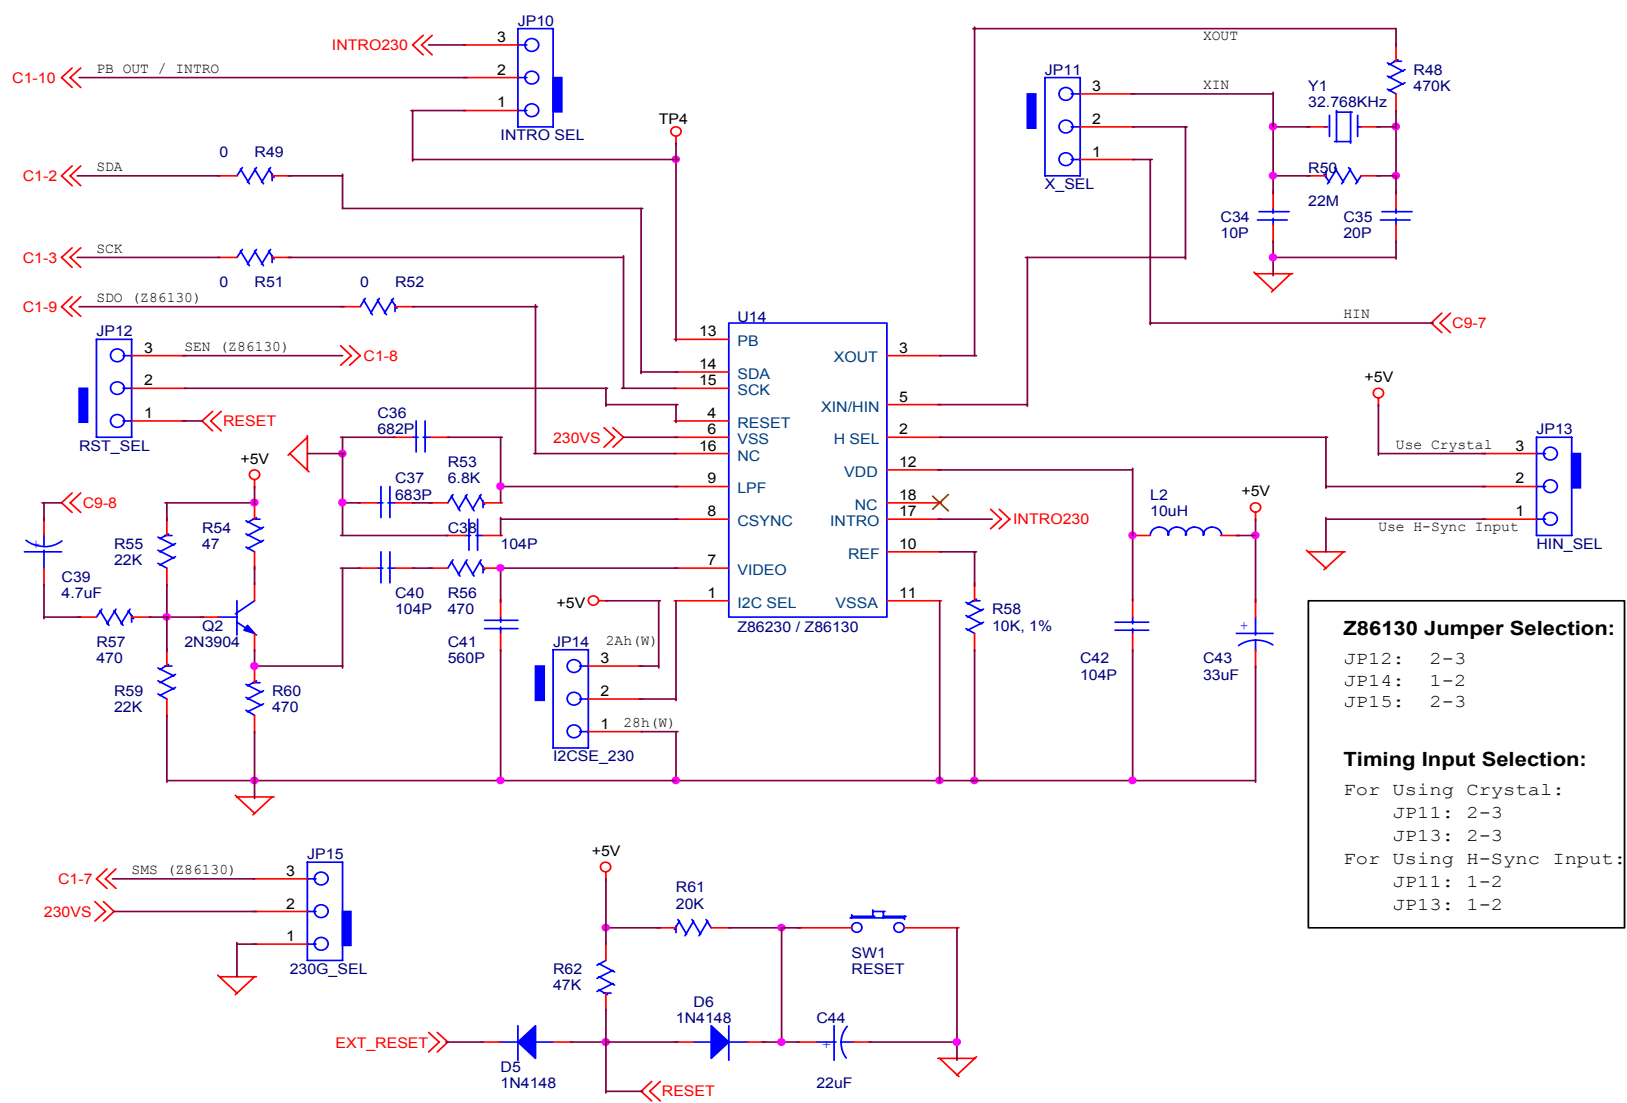 JP10
INTRO230
3
C1-10
PB OUT / INTRO
2
1
INTRO SEL
TP4
XOUT
JP11
3
XIN
2
1
X_SEL
Y1
32.768KHz
R48
470K
R50
22M
C34
10P
C35
20P
C1-2
SDA
0
R49
C1-3
SCK
0
R51
C1-9
SDO (Z86130)
0
R52
HIN
C9-7
JP12
3
SEN (Z86130)
C1-8
2
1
RESET
RST_SEL
U14
13
PB
14
SDA
15
SCK
4
RESET
230VS
6
VSS
16
NC
9
LPF
8
CSYNC
7
VIDEO
1
I2C SEL
XOUT
3
XIN/HIN
5
H SEL
2
VDD
12
NC
18
INTRO
17
INTRO230
REF
10
VSSA
11
Z86230 / Z86130
C36
682P
C37
683P
R53
6.8K
C38
104P
+5V
C9-8
R54
47
R55
22K
C39
4.7uF
R57
470
Q2
2N3904
R59
22K
R60
470
C40
104P
R56
470
C41
560P
+5V
2Ah(W)
JP14
3
2
1
28h(W)
I2CSE_230
R58
10K, 1%
L2
10uH
+5V
C42
104P
+
C43
33uF
+5V
JP13
Use Crystal
3
2
1
Use H-Sync Input
HIN_SEL
Z86130 Jumper Selection:
JP12: 2-3
JP14: 1-2
JP15: 2-3
Timing Input Selection:
For Using Crystal:
JP11: 2-3
JP13: 2-3
For Using H-Sync Input:
JP11: 1-2
JP13: 1-2
JP15
C1-7
SMS (Z86130)
3
230VS
2
1
230G_SEL
+5V
R61
20K
SW1
RESET
R62
47K
D6
1N4148
C44
+
22uF
EXT_RESET
D5
1N4148
RESET